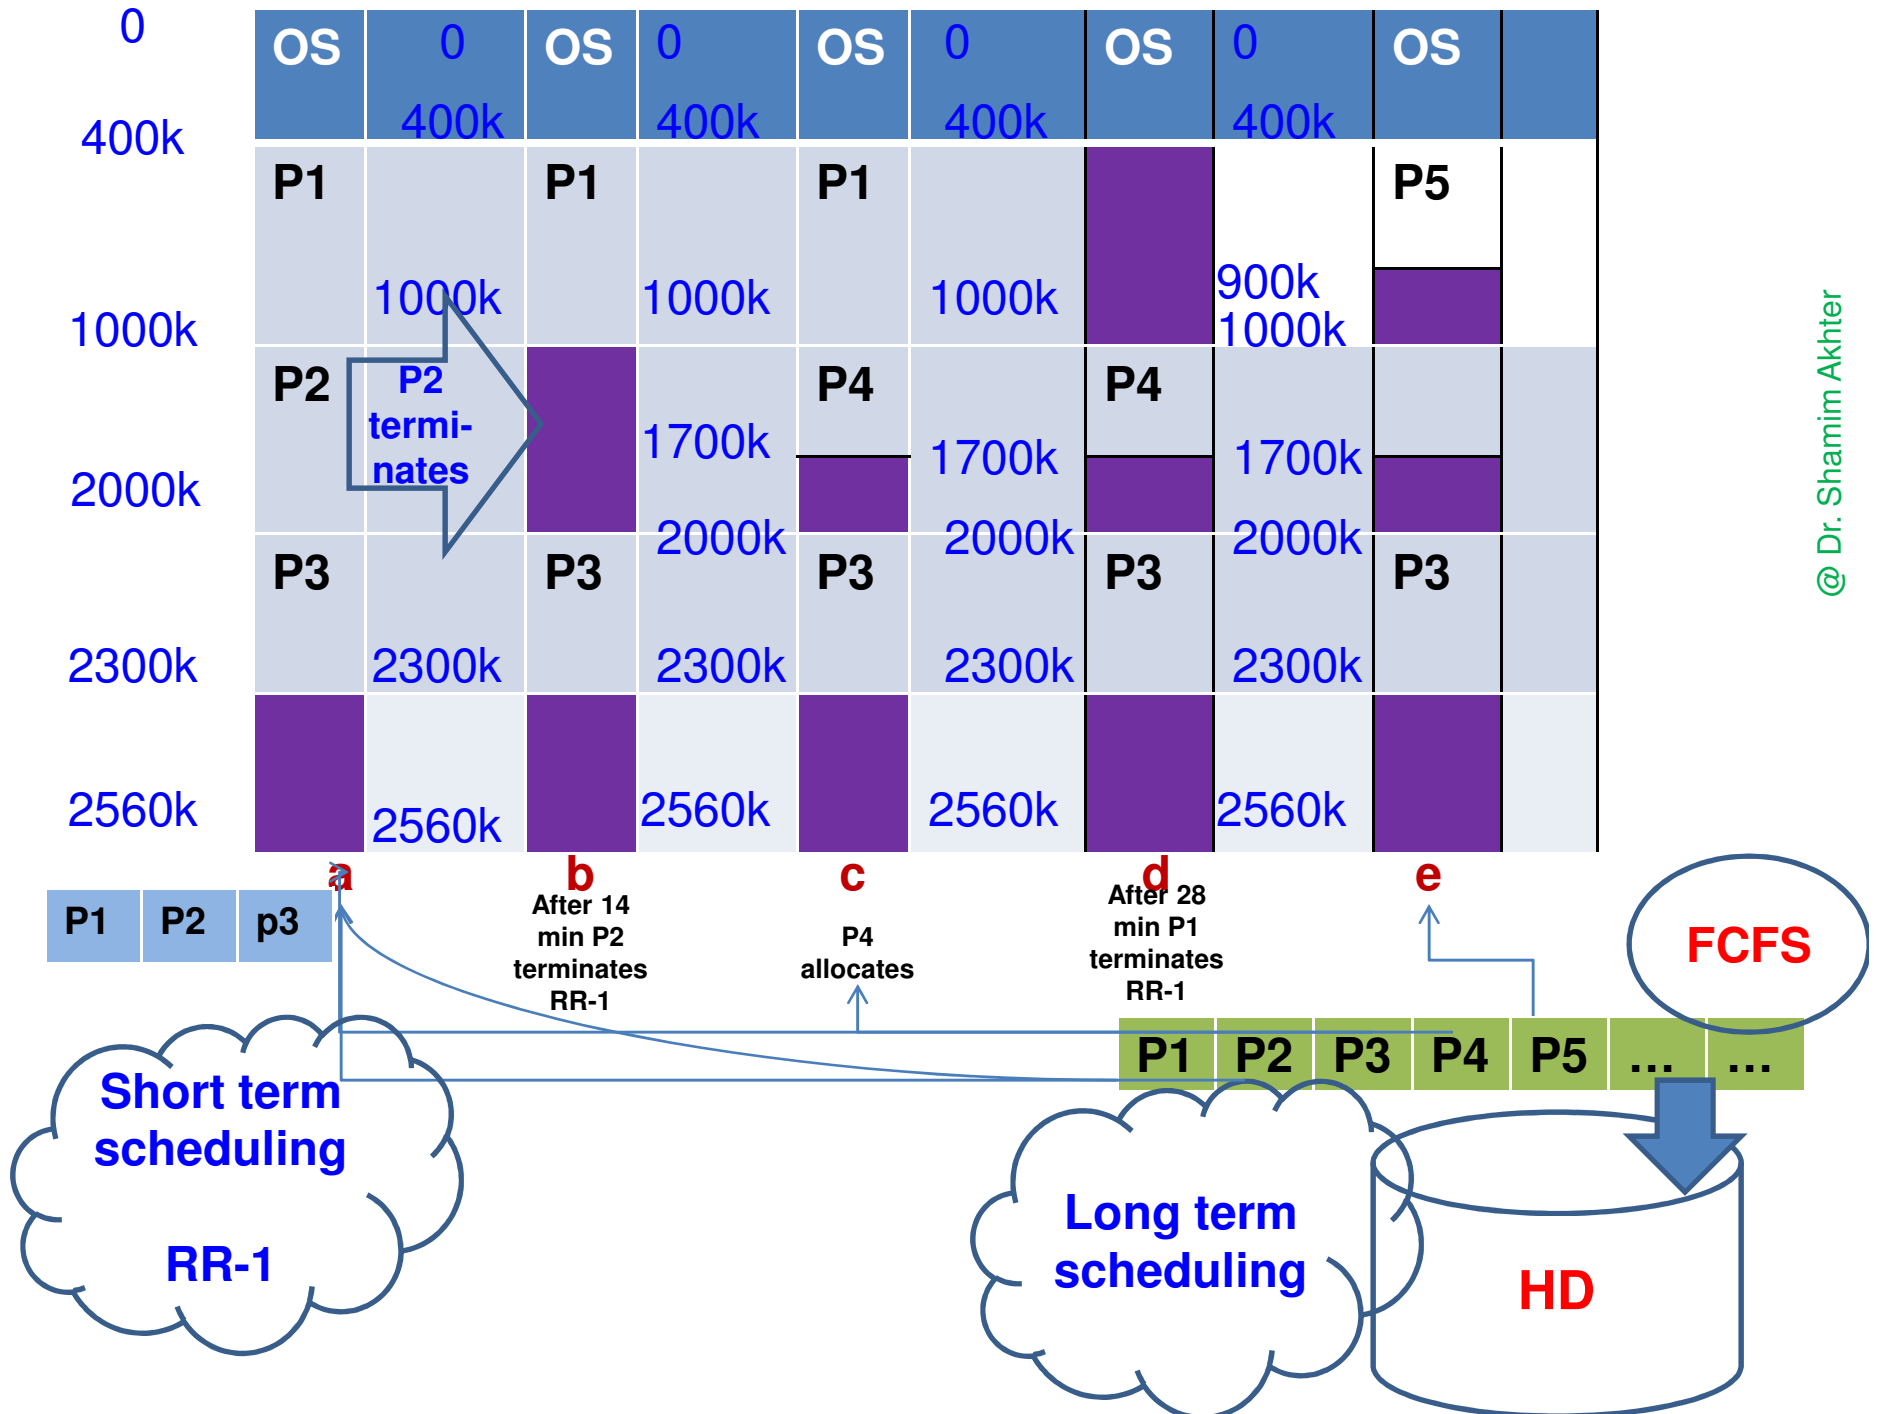 0 OS 0 OS 0 OS 0 OS 0 OS
400k 400k 400k 400k 400k
P1 P1 P1 P5
900k
1000k 1000k 1000k 1000k 1000k
P2 P2 P4 P4
termi-
nates
1700k 1700k 1700k
2000k 2000k 2000k 2000k
P3 P3 P3 P3 P3
2300k 2300k 2300k 2300k 2300k
2560k 2560k 2560k 2560k 2560k
a b c d e
@ Dr. Shamim Akhter
P1 P2 p3
After 14
min P2
terminates
RR-1
P4
allocates
After 28
min P1
terminates
RR-1
FCFS
P1 P2 P3 P4 P5 ... ...
Short term
scheduling
RR-1
Long term
scheduling
HD